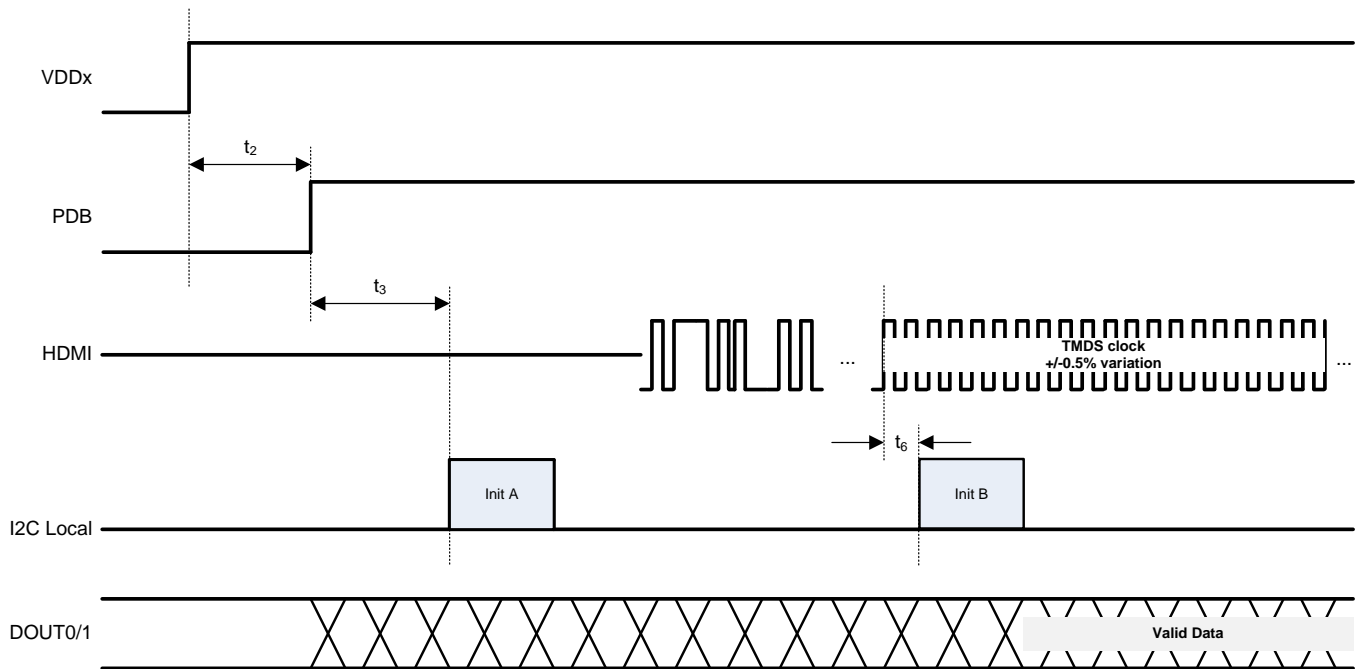 VDDx
t2
PDB
t3
HDMI
...
TMDS clock
+/-0.5% variation
...
t6
Init A
Init B
I2C Local
DOUT0/1
Valid Data